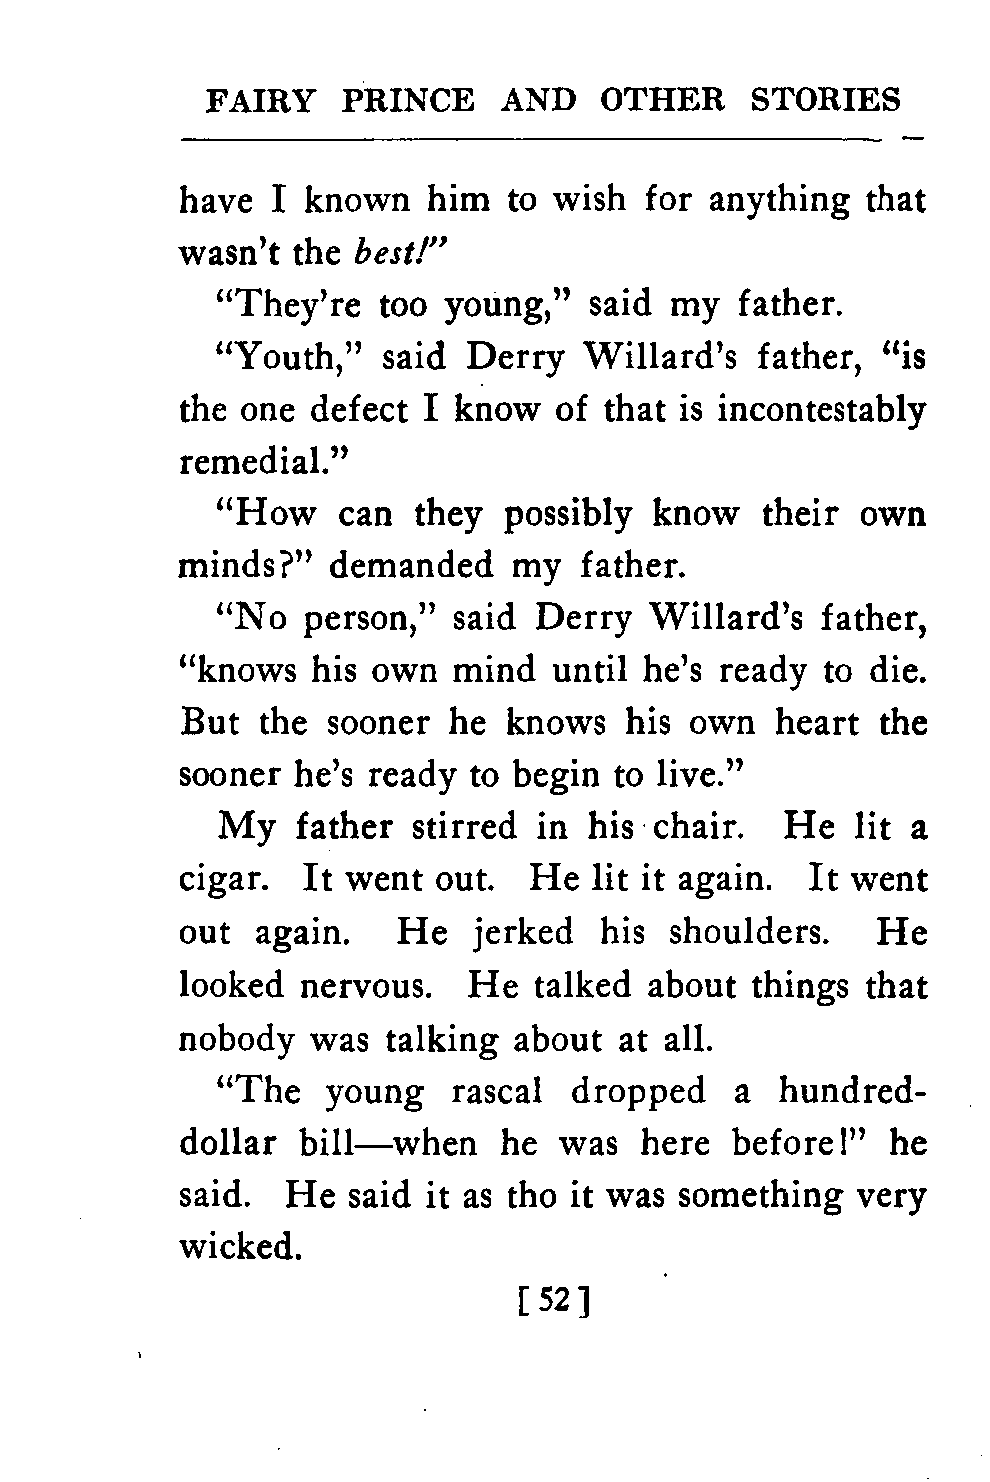 FAIRY PRINCE AND OTHER STORIES
have I known him to wish for anything that
wasn't the best!"
"They're too young," said my father.
"Youth," said Derry Willard's father, "is
the one defect I know of that is incontestably
remedial."
"How can they possibly know their own
minds?" demanded my father.
"No person," said Derry Willard's father,
"knows his own mind until he's ready to die.
But the sooner he knows his own heart the
sooner he's ready to begin to live."
My father stirred in his chair. He lit a
cigar. It went out. He lit it again. It went
out again. He jerked his shoulders. He
looked nervous. He talked about things that
nobody was talking about at all.
"The young rascal dropped a hundred-
dollar bill—when he was here before!" he
said. He said it as tho it was something very
wicked.
[52]